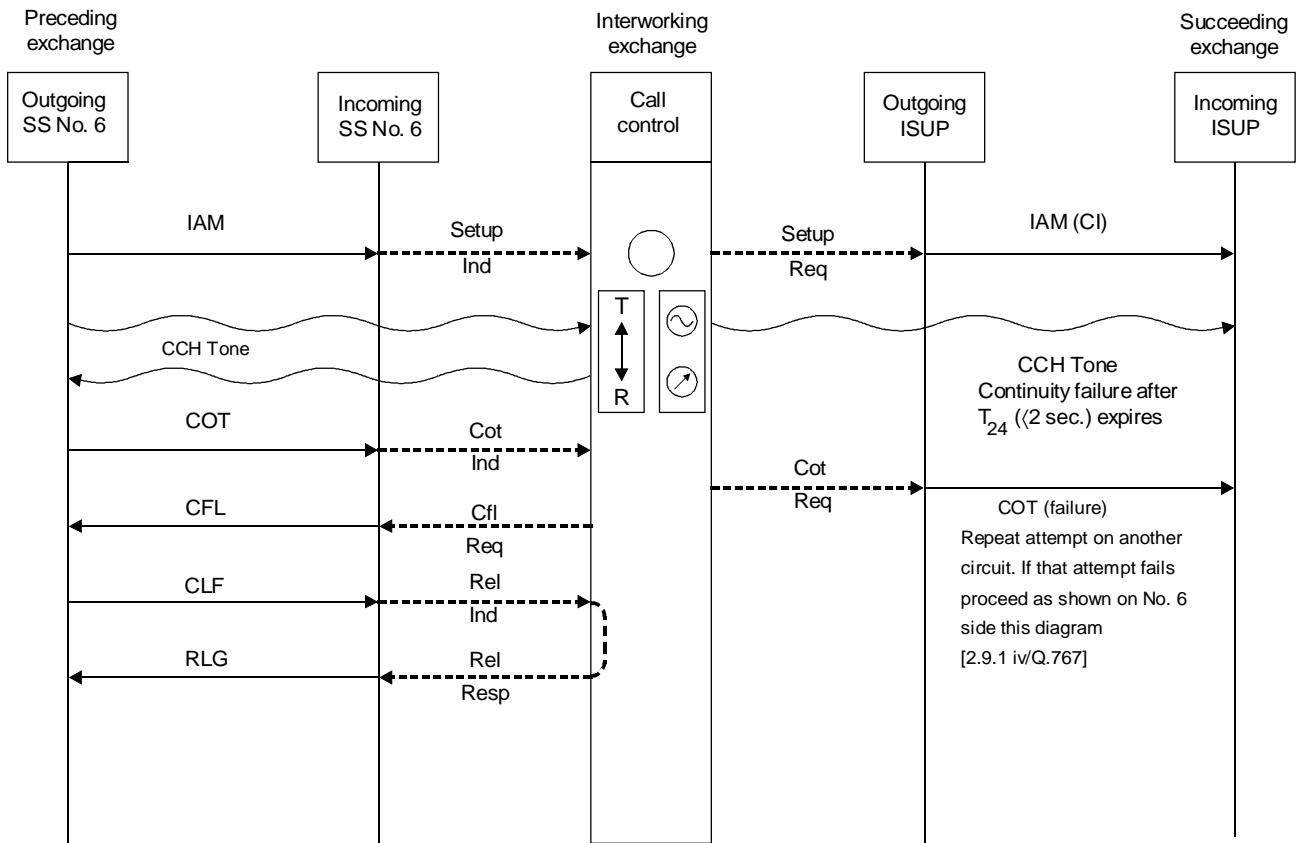 Preceding
exchange
Interworking
exchange
Succeeding
exchange
Outgoing
SS No. 6
Incoming
SS No. 6
Call
control
Outgoing
ISUP
Incoming
ISUP
IAM
Setup
Ind
Setup
Req
IAM (CI)
T
R
CCH Tone
CCH Tone
Continuity failure after
T24 (⟨2 sec.) expires
COT
Cot
Ind
Cot
Req
COT (failure)
Repeat attempt on another
circuit. If that attempt fails
proceed as shown on No. 6
side this diagram
[2.9.1 iv/Q.767]
CFL
Cfl
Req
CLF
Rel
Ind
RLG
Rel
Resp